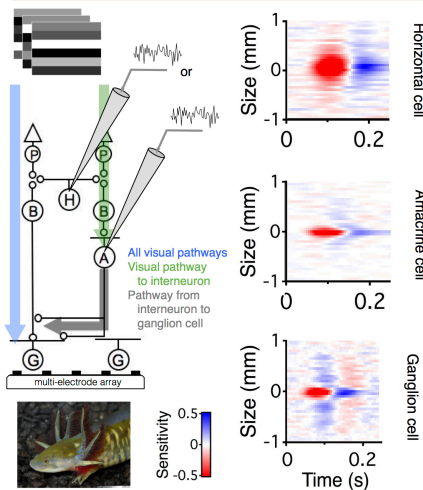 or
P
P
H
B
B
A
All visual pathways
Visual pathway
to interneuron
Pathway from
interneuron to
ganglion cell
G
G
multi-electrode array
Sensitivity
0.5
0
-0.5
Size (mm)
1
0
-1
0
0.2
Horizontal cell
Size (mm)
1
0
-1
0
0.2
Amacrine cell
Size (mm)
1
0
-1
0
0.2
Time (s)
Ganglion cell